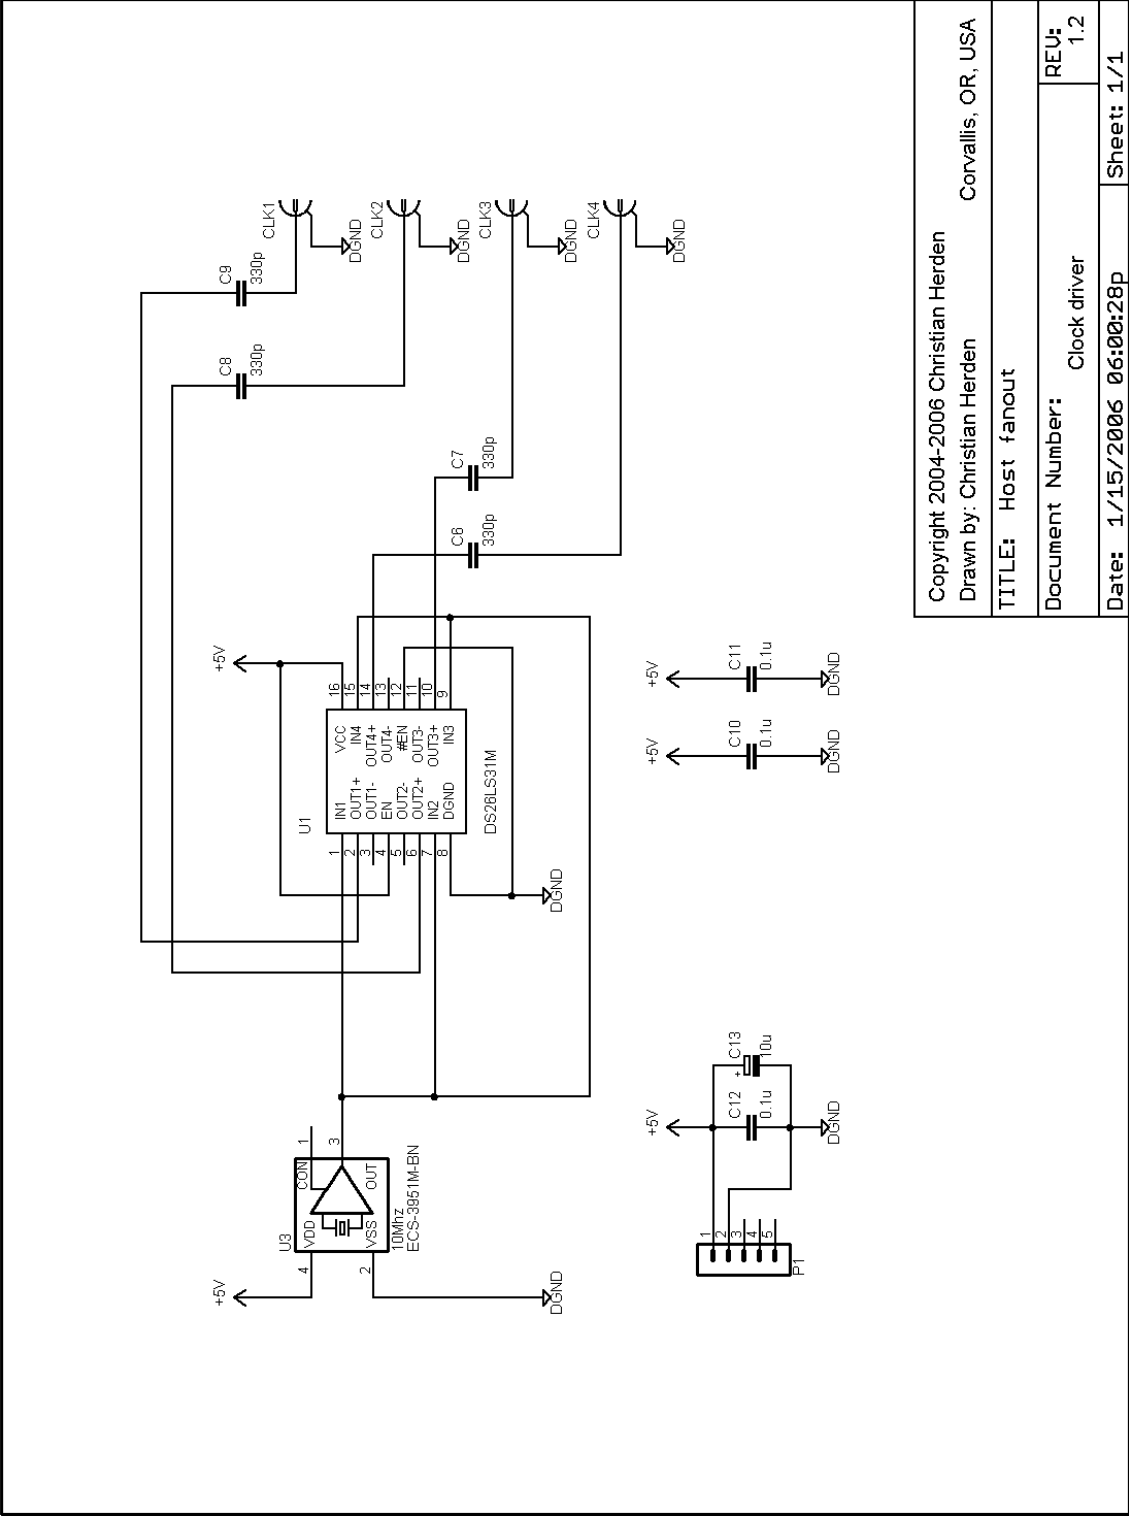 +5V
4
2
U3
VDD
VSS
CON
OUT
1
3
10Mhz
ECS-3951M-BN
DGND
U1
1
2
3
4
5
6
7
8
IN1
OUT1+
OUT1-
EN
OUT2-
OUT2+
IN2
DGND
VCC
IN4
OUT4+
OUT4-
#EN
OUT3-
OUT3+
IN3
16
15
14
13
12
11
10
9
DS26LS31M
+5V
DGND
C9
330p
C8
330p
C7
330p
C6
330p
CLK1
DGND
CLK2
DGND
CLK3
DGND
CLK4
DGND
P1
1
2
3
4
5
+5V
C12
0.1u
+
C13
10u
DGND
+5V
C10
0.1u
DGND
+5V
C11
0.1u
DGND
Copyright 2004-2006 Christian Herden
Drawn by: Christian Herden Corvallis, OR, USA
TITLE: Host fanout
Document Number:
Clock driver
REV:
1.2
Date: 1/15/2006 06:00:28p
Sheet: 1/1